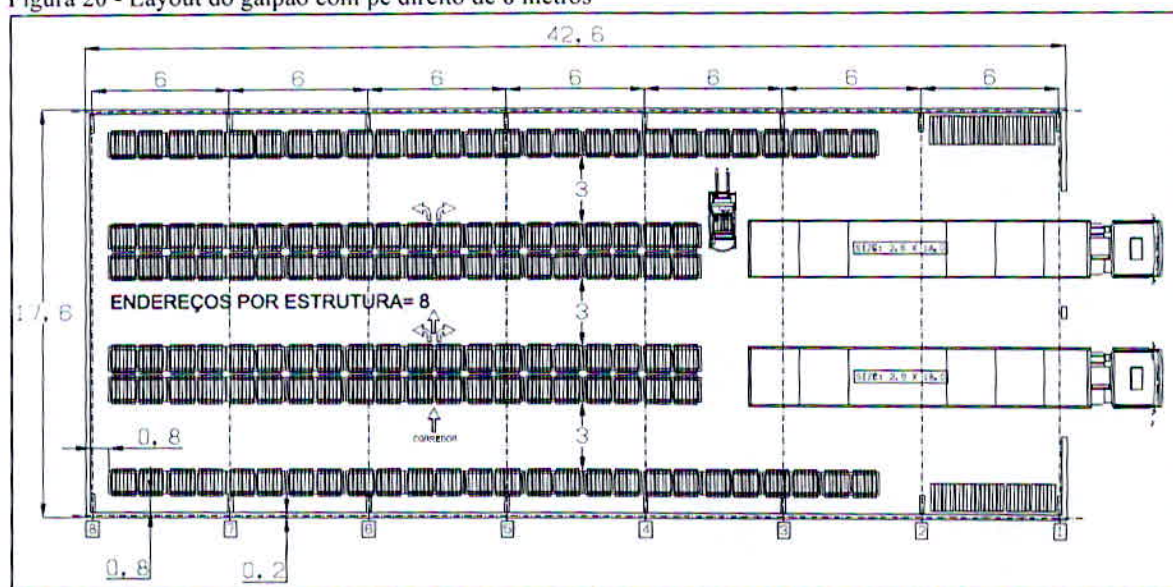 Figura 20 - Layout do galpão com pé direito de 6 metros
42,6
6 6 6 6 6 6 6
3
17,6
ENDEREÇOS POR ESTRUTURA= 8
3
CORREDOR
0,8
3
8 7 6 5 4 3 2 1
0,8
0,2